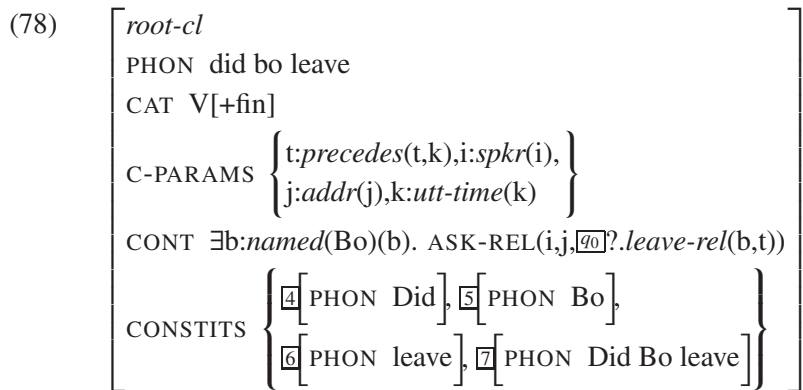 (78)
root-cl
PHON did bo leave
CAT V[+fin]
C-PARAMS { t:precedes(t,k),i:spkr(i),
j:addr(j),k:utt-time(k) }
CONT ∃b:named(Bo)(b). ASK-REL(i,j,q0?.leave-rel(b,t))
CONSTITS { 4[PHON Did], 5[PHON Bo],
6[PHON leave], 7[PHON Did Bo leave] }